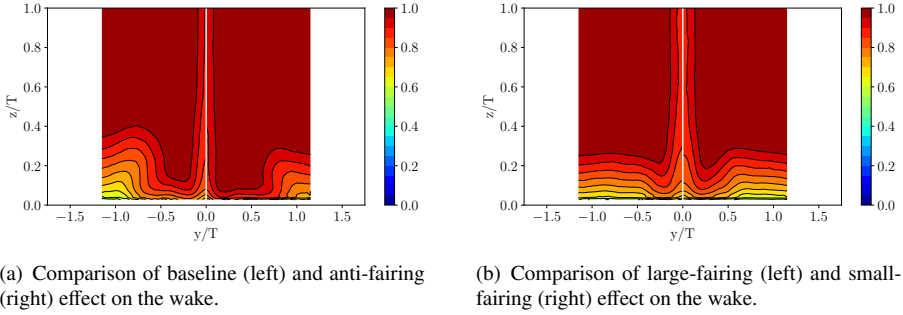 1.0
0.8
0.6
0.4
0.2
0.0
z/T
−1.5 −1.0 −0.5 0.0 0.5 1.0 1.5
y/T
1.0
0.8
0.6
0.4
0.2
0.0
(a) Comparison of baseline (left) and anti-fairing
(right) effect on the wake.
1.0
0.8
0.6
0.4
0.2
0.0
z/T
−1.5 −1.0 −0.5 0.0 0.5 1.0 1.5
y/T
1.0
0.8
0.6
0.4
0.2
0.0
(b) Comparison of large-fairing (left) and small-
fairing (right) effect on the wake.